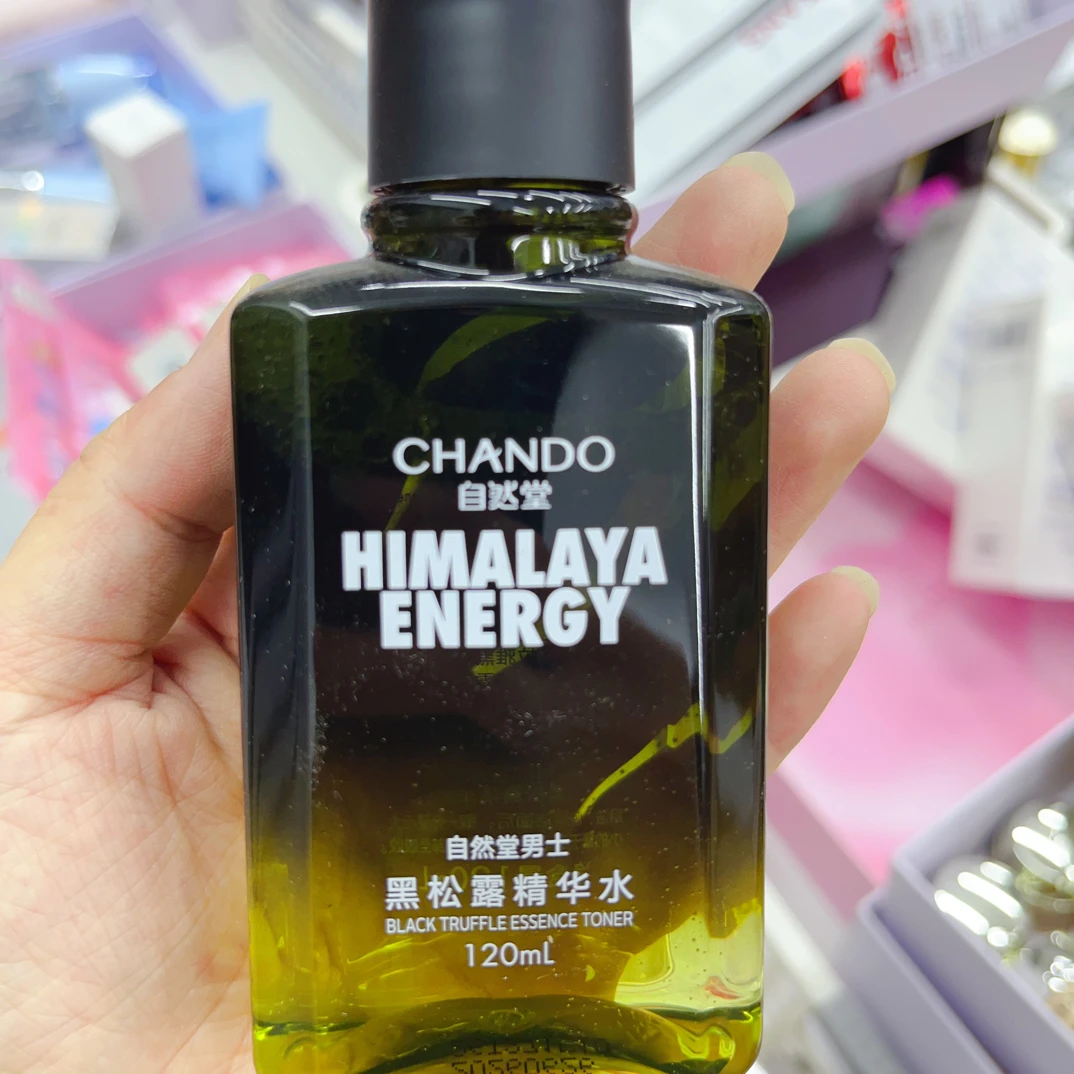 CHANDO
自然堂
HIMALAYA
ENERGY
自然堂男士
黑松露精华水
BLACK TRUFFLE ESSENCE TONER
120mL